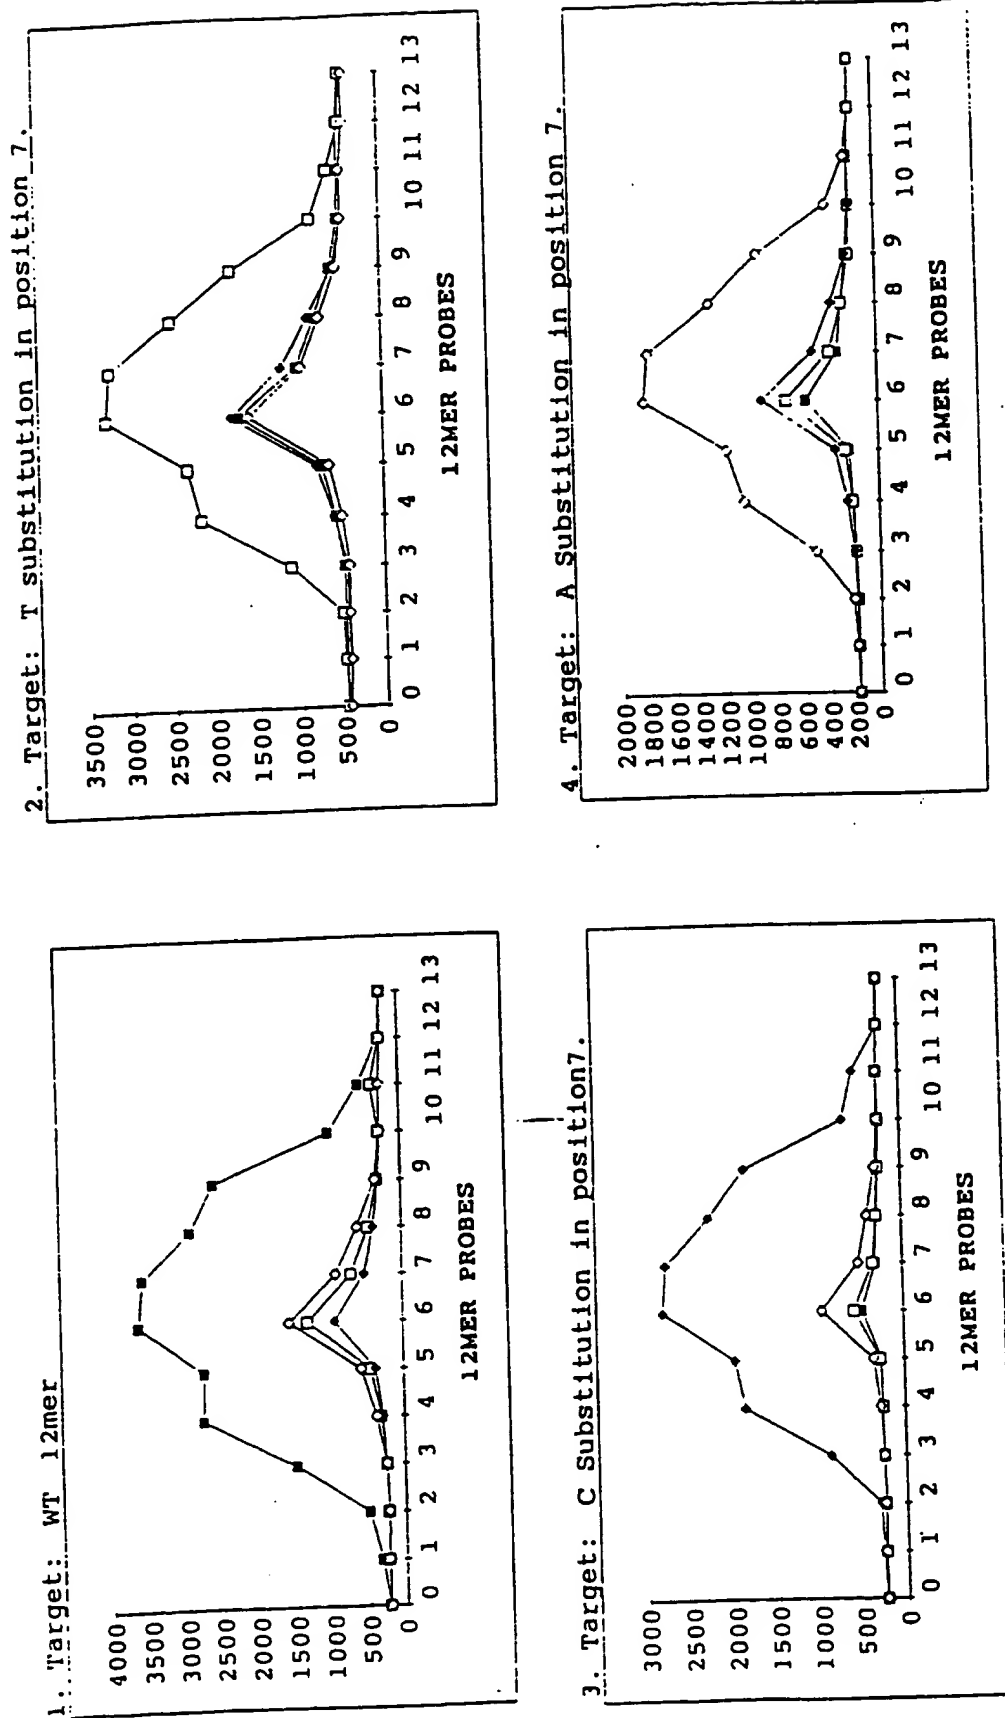 1. Target: WT 12mer
4000
3500
3000
2500
2000
1500
1000
500
0
0 1 2 3 4 5 6 7 8 9 10 11 12 13
12MER PROBES
2. Target: T substitution in position 7.
3500
3000
2500
2000
1500
1000
500
0
0 1 2 3 4 5 6 7 8 9 10 11 12 13
12MER PROBES
3. Target: C Substitution in position7.
3000
2500
2000
1500
1000
500
0
0 1 2 3 4 5 6 7 8 9 10 11 12 13
12MER PROBES
4. Target: A Substitution in position 7.
2000
1800
1600
1400
1200
1000
800
600
400
200
0
0 1 2 3 4 5 6 7 8 9 10 11 12 13
12MER PROBES